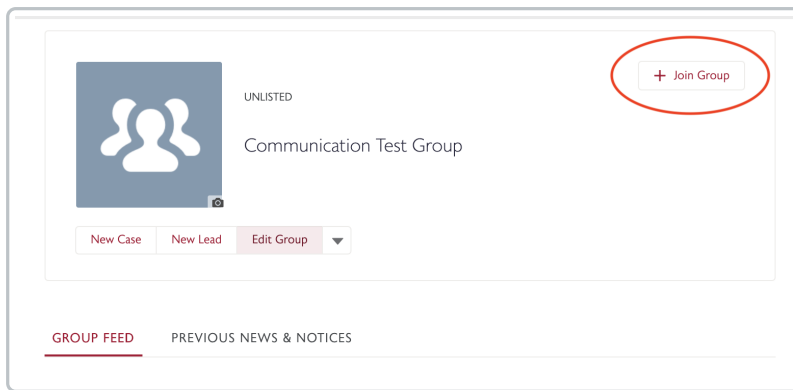 + Join Group
UNLISTED
Communication Test Group
New Case New Lead Edit Group
GROUP FEED PREVIOUS NEWS & NOTICES